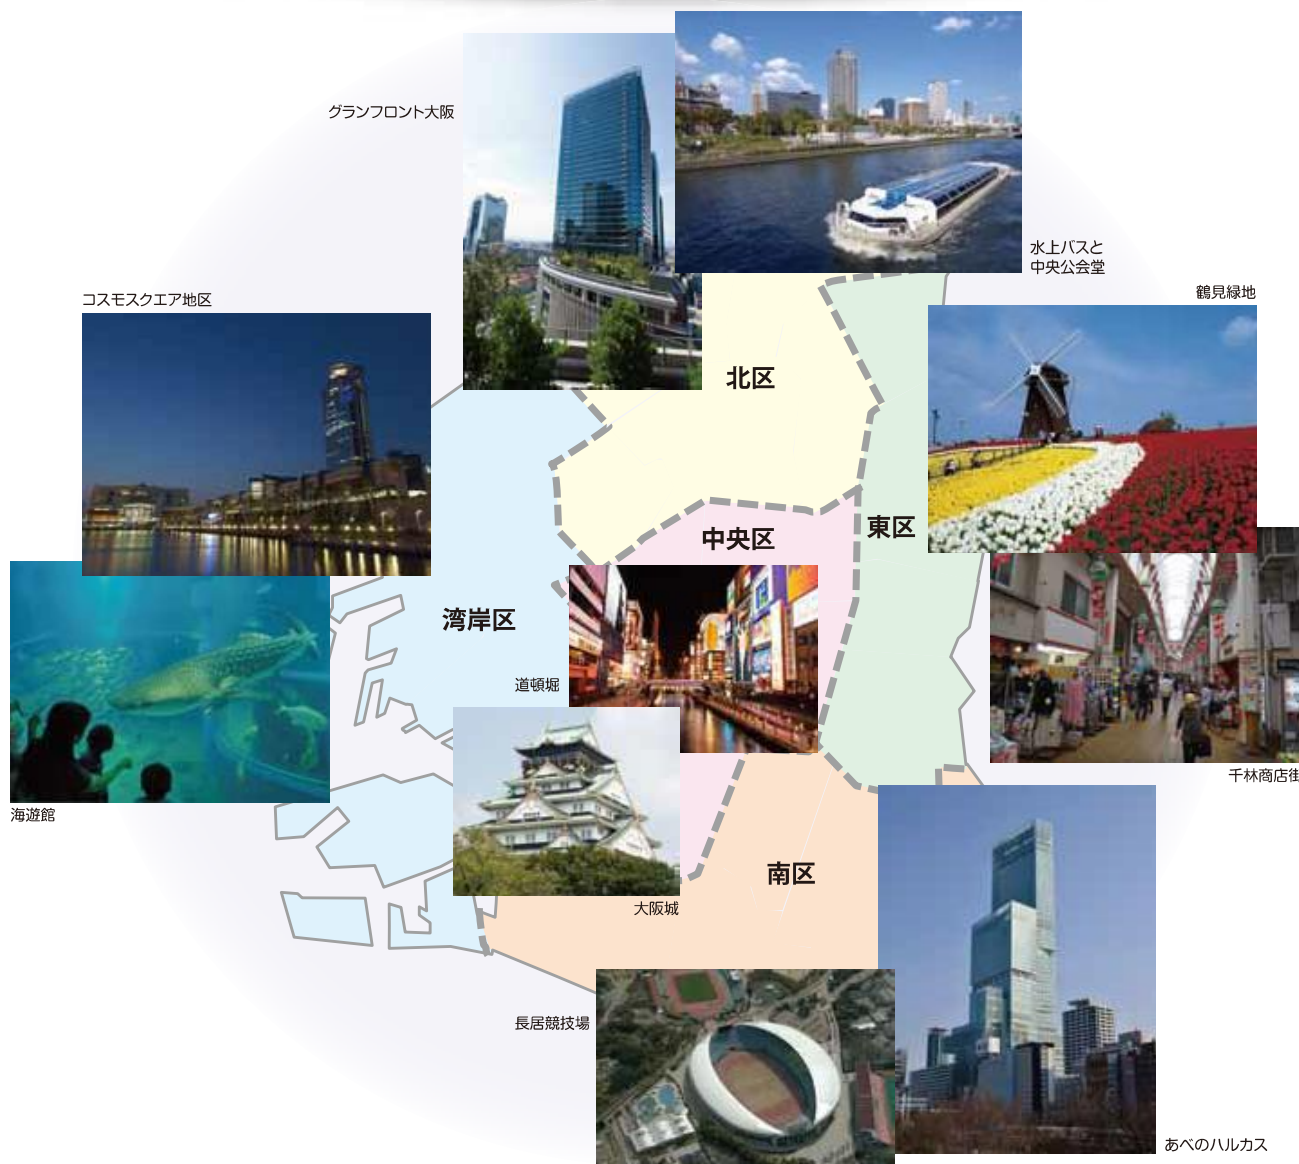 グランフロント大阪
水上バスと
中央公会堂
鶴見緑地
コスモスクエア地区
北区
中央区
東区
湾岸区
道頓堀
千林商店街
海遊館
南区
大阪城
長居競技場
あべのハルカス